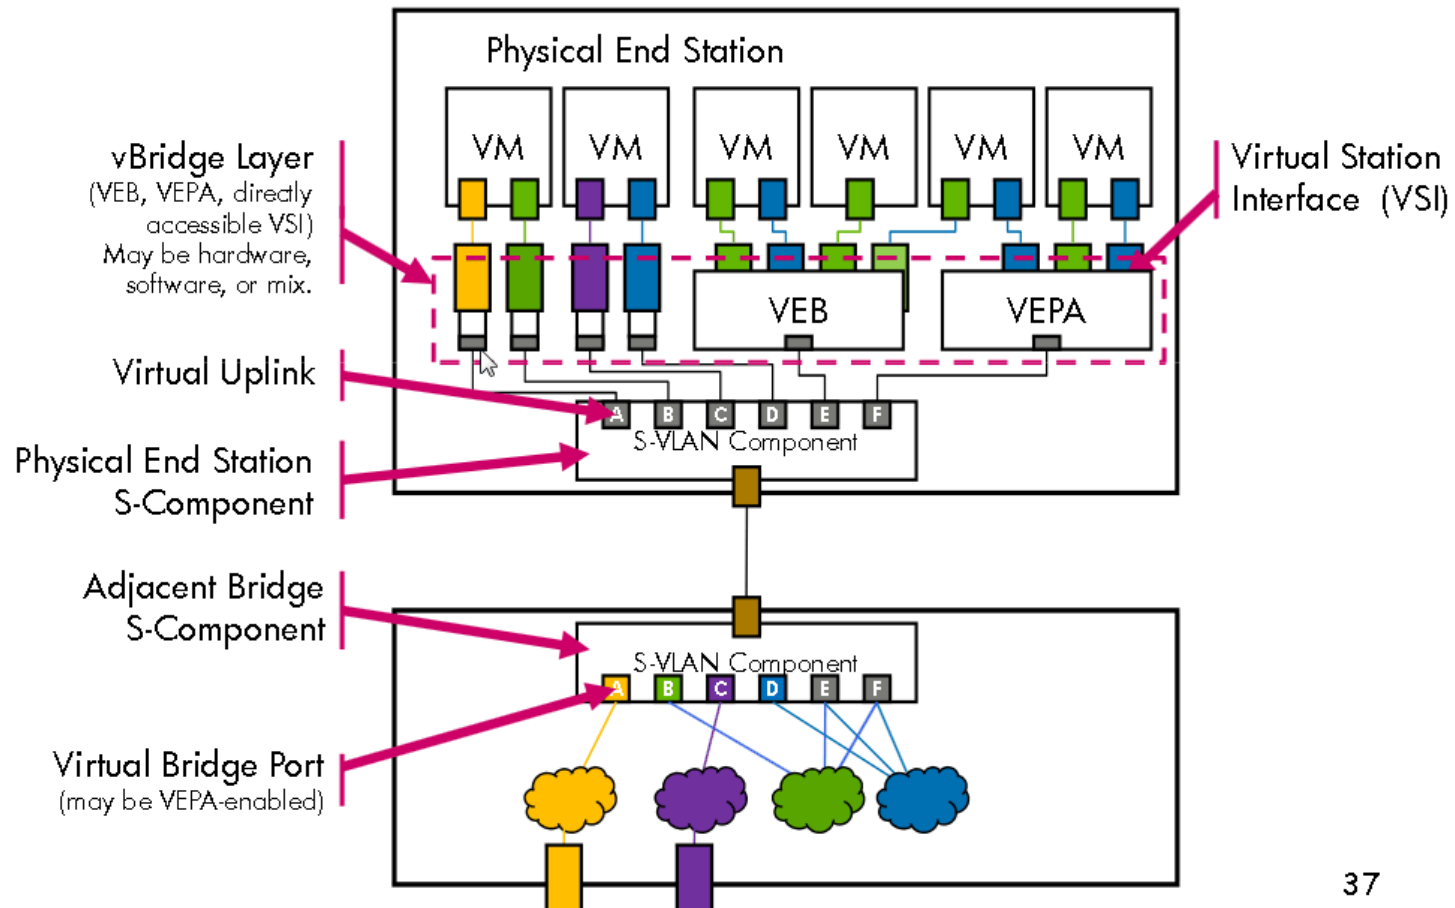 Physical End Station
VM
VM
VM
VM
VM
VM
vBridge Layer
(VEB, VEPA, directly
accessible VSI)
May be hardware,
software, or mix.
Virtual Station
Interface (VSI)
VEB
VEPA
Virtual Uplink
A
B
C
D
E
F
S-VLAN Component
Physical End Station
S-Component
Adjacent Bridge
S-Component
S-VLAN Component
A
B
C
D
E
F
Virtual Bridge Port
(may be VEPA-enabled)
37